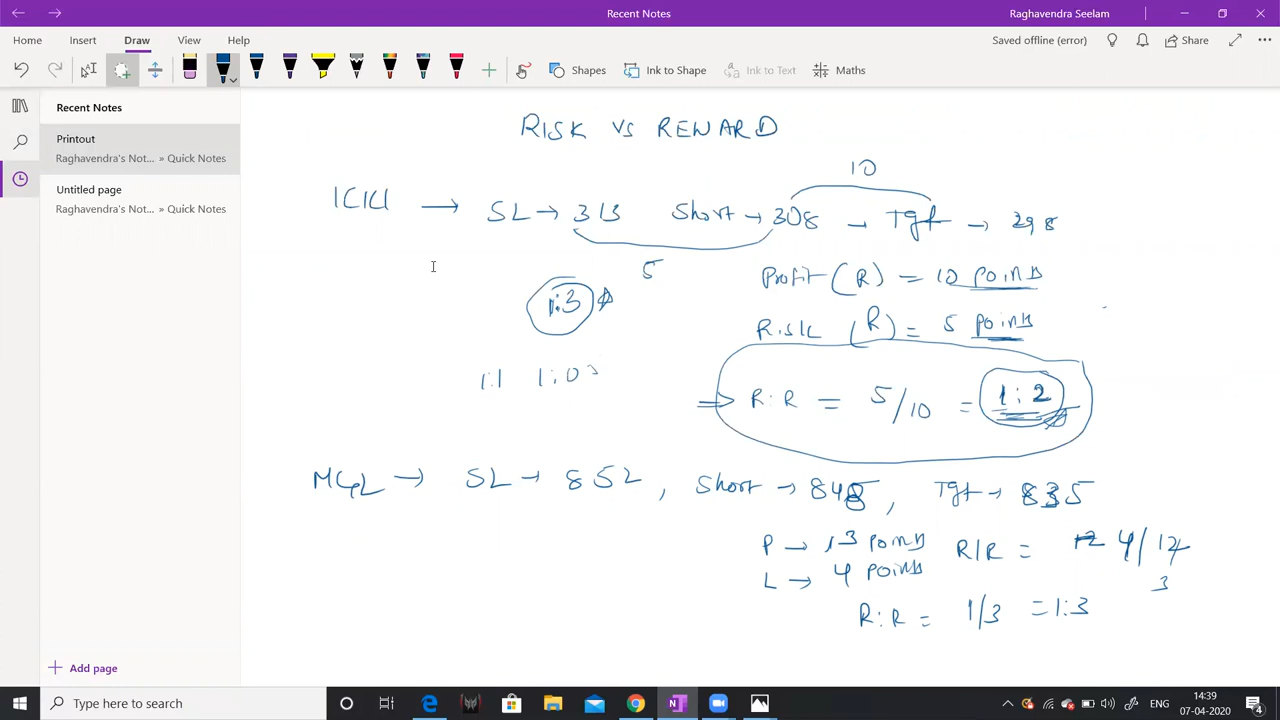 Recent Notes
Raghavendra Seelam
Home Insert Draw View Help
Saved offline (error) Share
Shapes Ink to Shape Ink to Text Maths
Recent Notes
Printout
Raghavendra's Not... » Quick Notes
Untitled page
Raghavendra's Not... » Quick Notes
Add page
RISK VS REWARD
10
ICICI → SL → 313 Short → 308 → Tgt → 298
5
Profit (R) = 10 points
1:3
Risk (R) = 5 points
1:1 1:0
⇒ R:R = 5/10 = 1:2
MGL → SL → 852, Short → 848, Tgt → 835
P → 13 points R/R = 4/12
L → 4 points
3
R:R = 1/3 = 1:3
Type here to search
ENG
14:39
07-04-2020
4